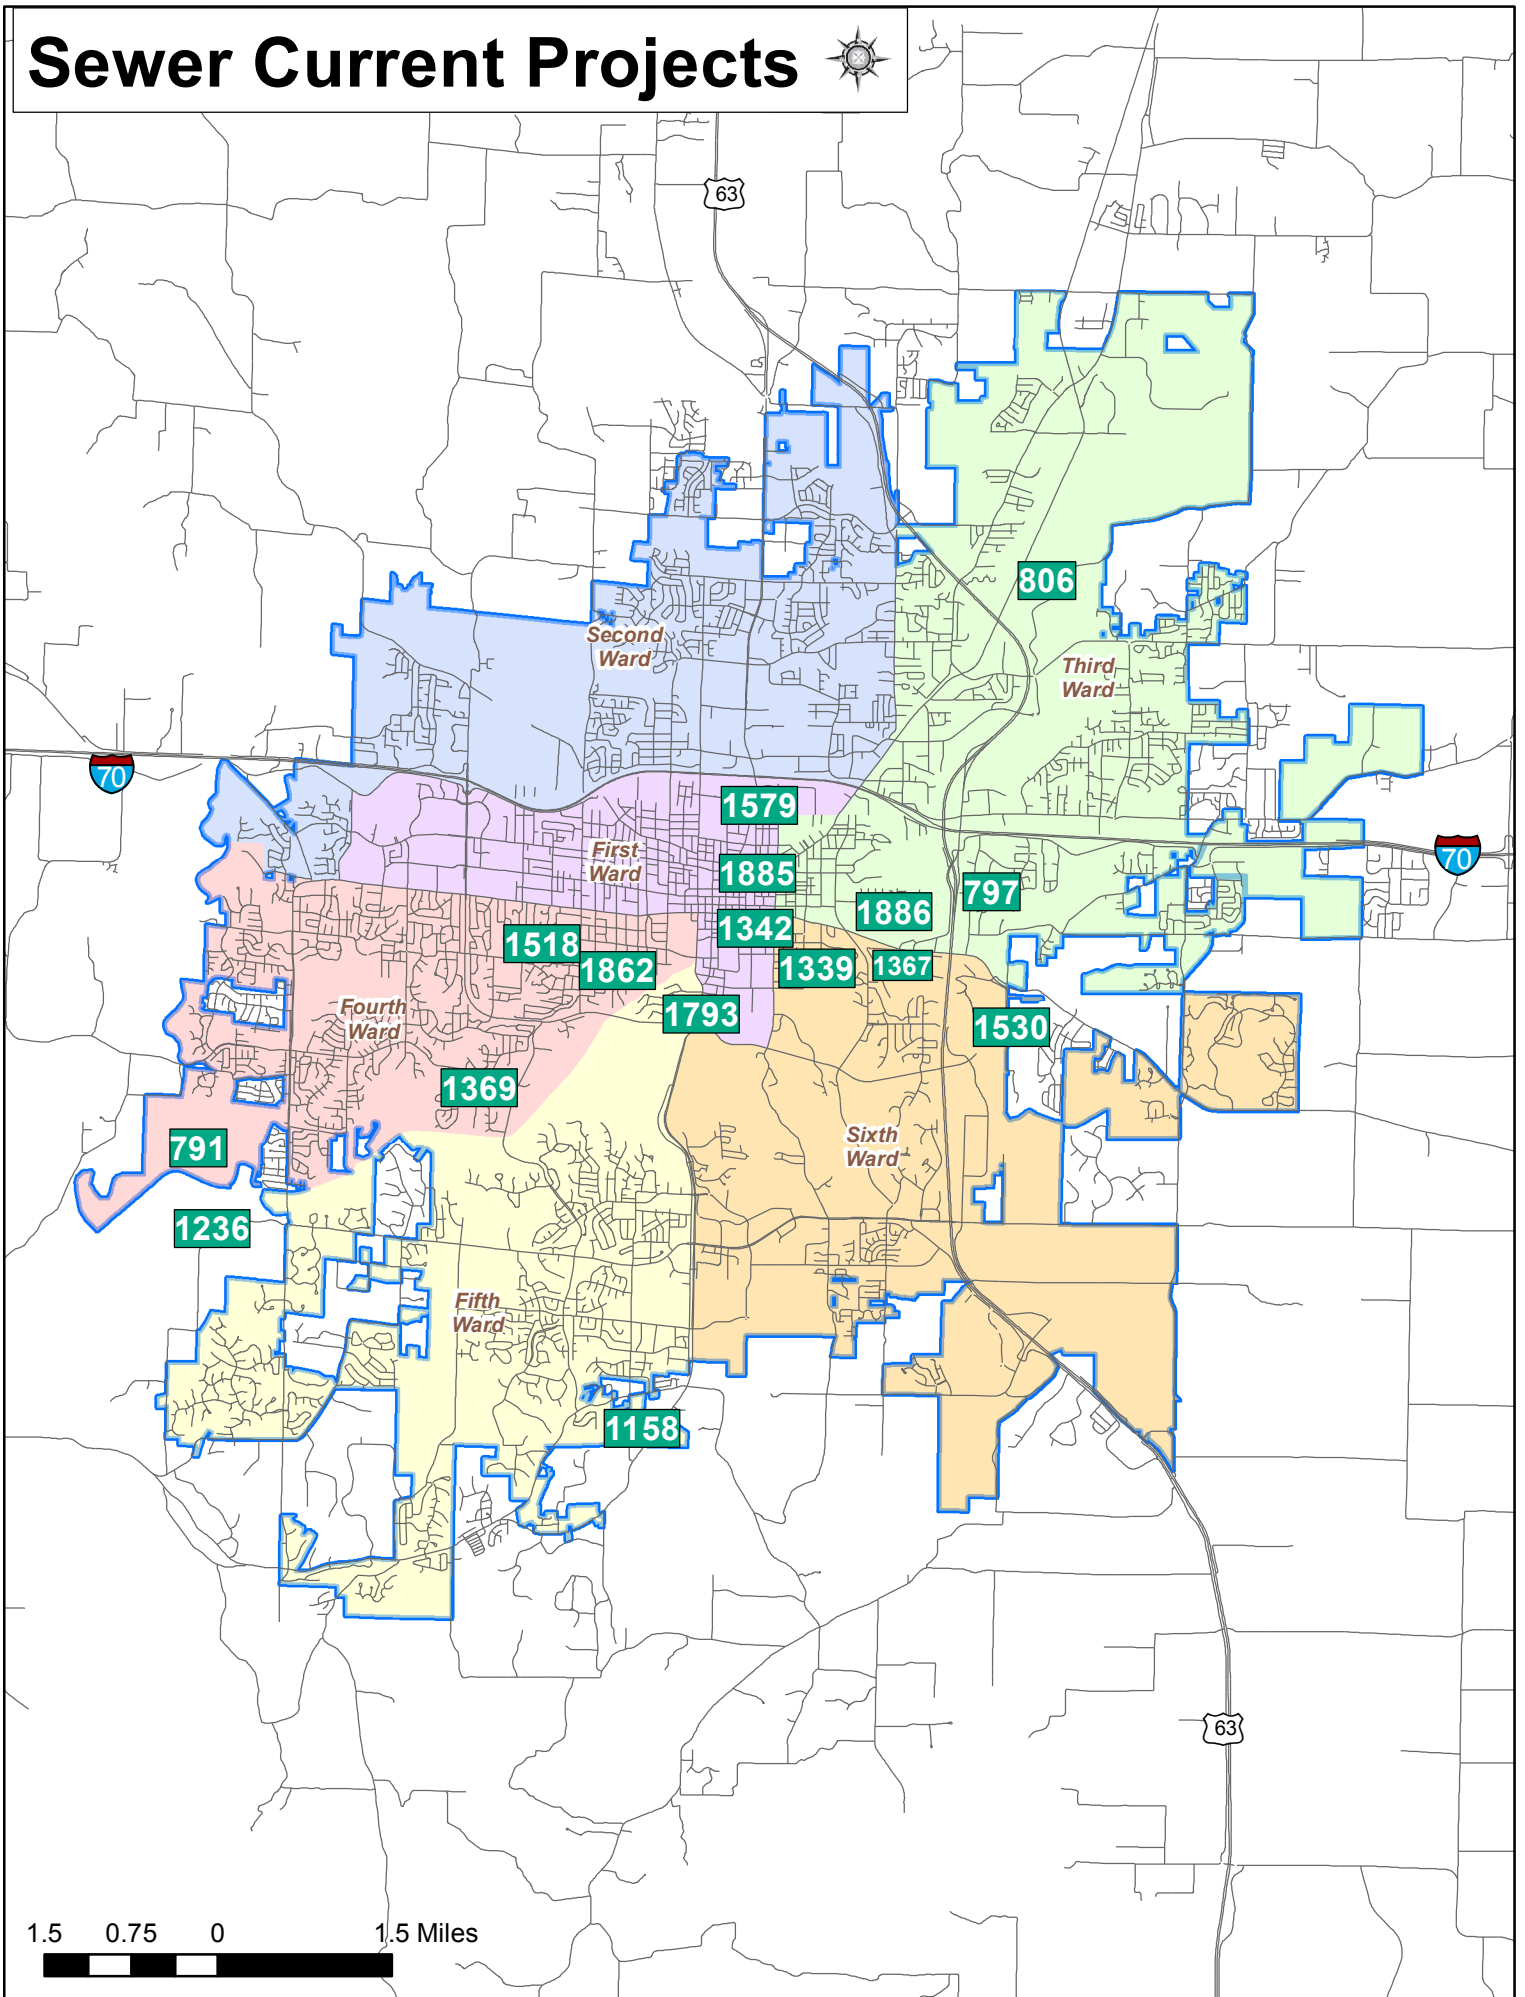 Sewer Current Projects
63
806
Second
Ward
Third
Ward
70
1579
First
Ward
70
1885
797
1886
1342
1518
1862
1339
1367
Fourth
Ward
1793
1530
1369
791
Sixth
Ward
1236
Fifth
Ward
1158
63
1.5 0.75 0 1.5 Miles